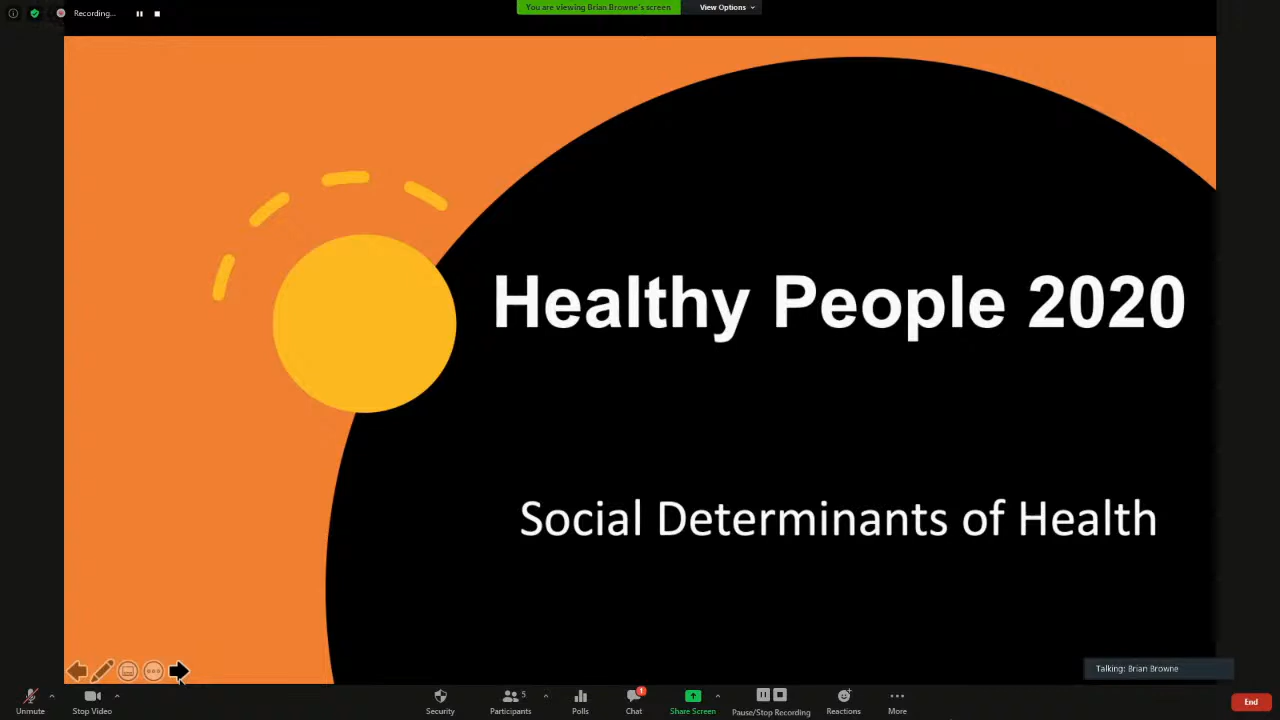 Recording...
You are viewing Brian Browne's screen
View Options
Healthy People 2020
Social Determinants of Health
Talking: Brian Browne
Unmute
Stop Video
Security
5
Participants
Polls
1
Chat
Share Screen
Pause/Stop Recording
Reactions
More
End